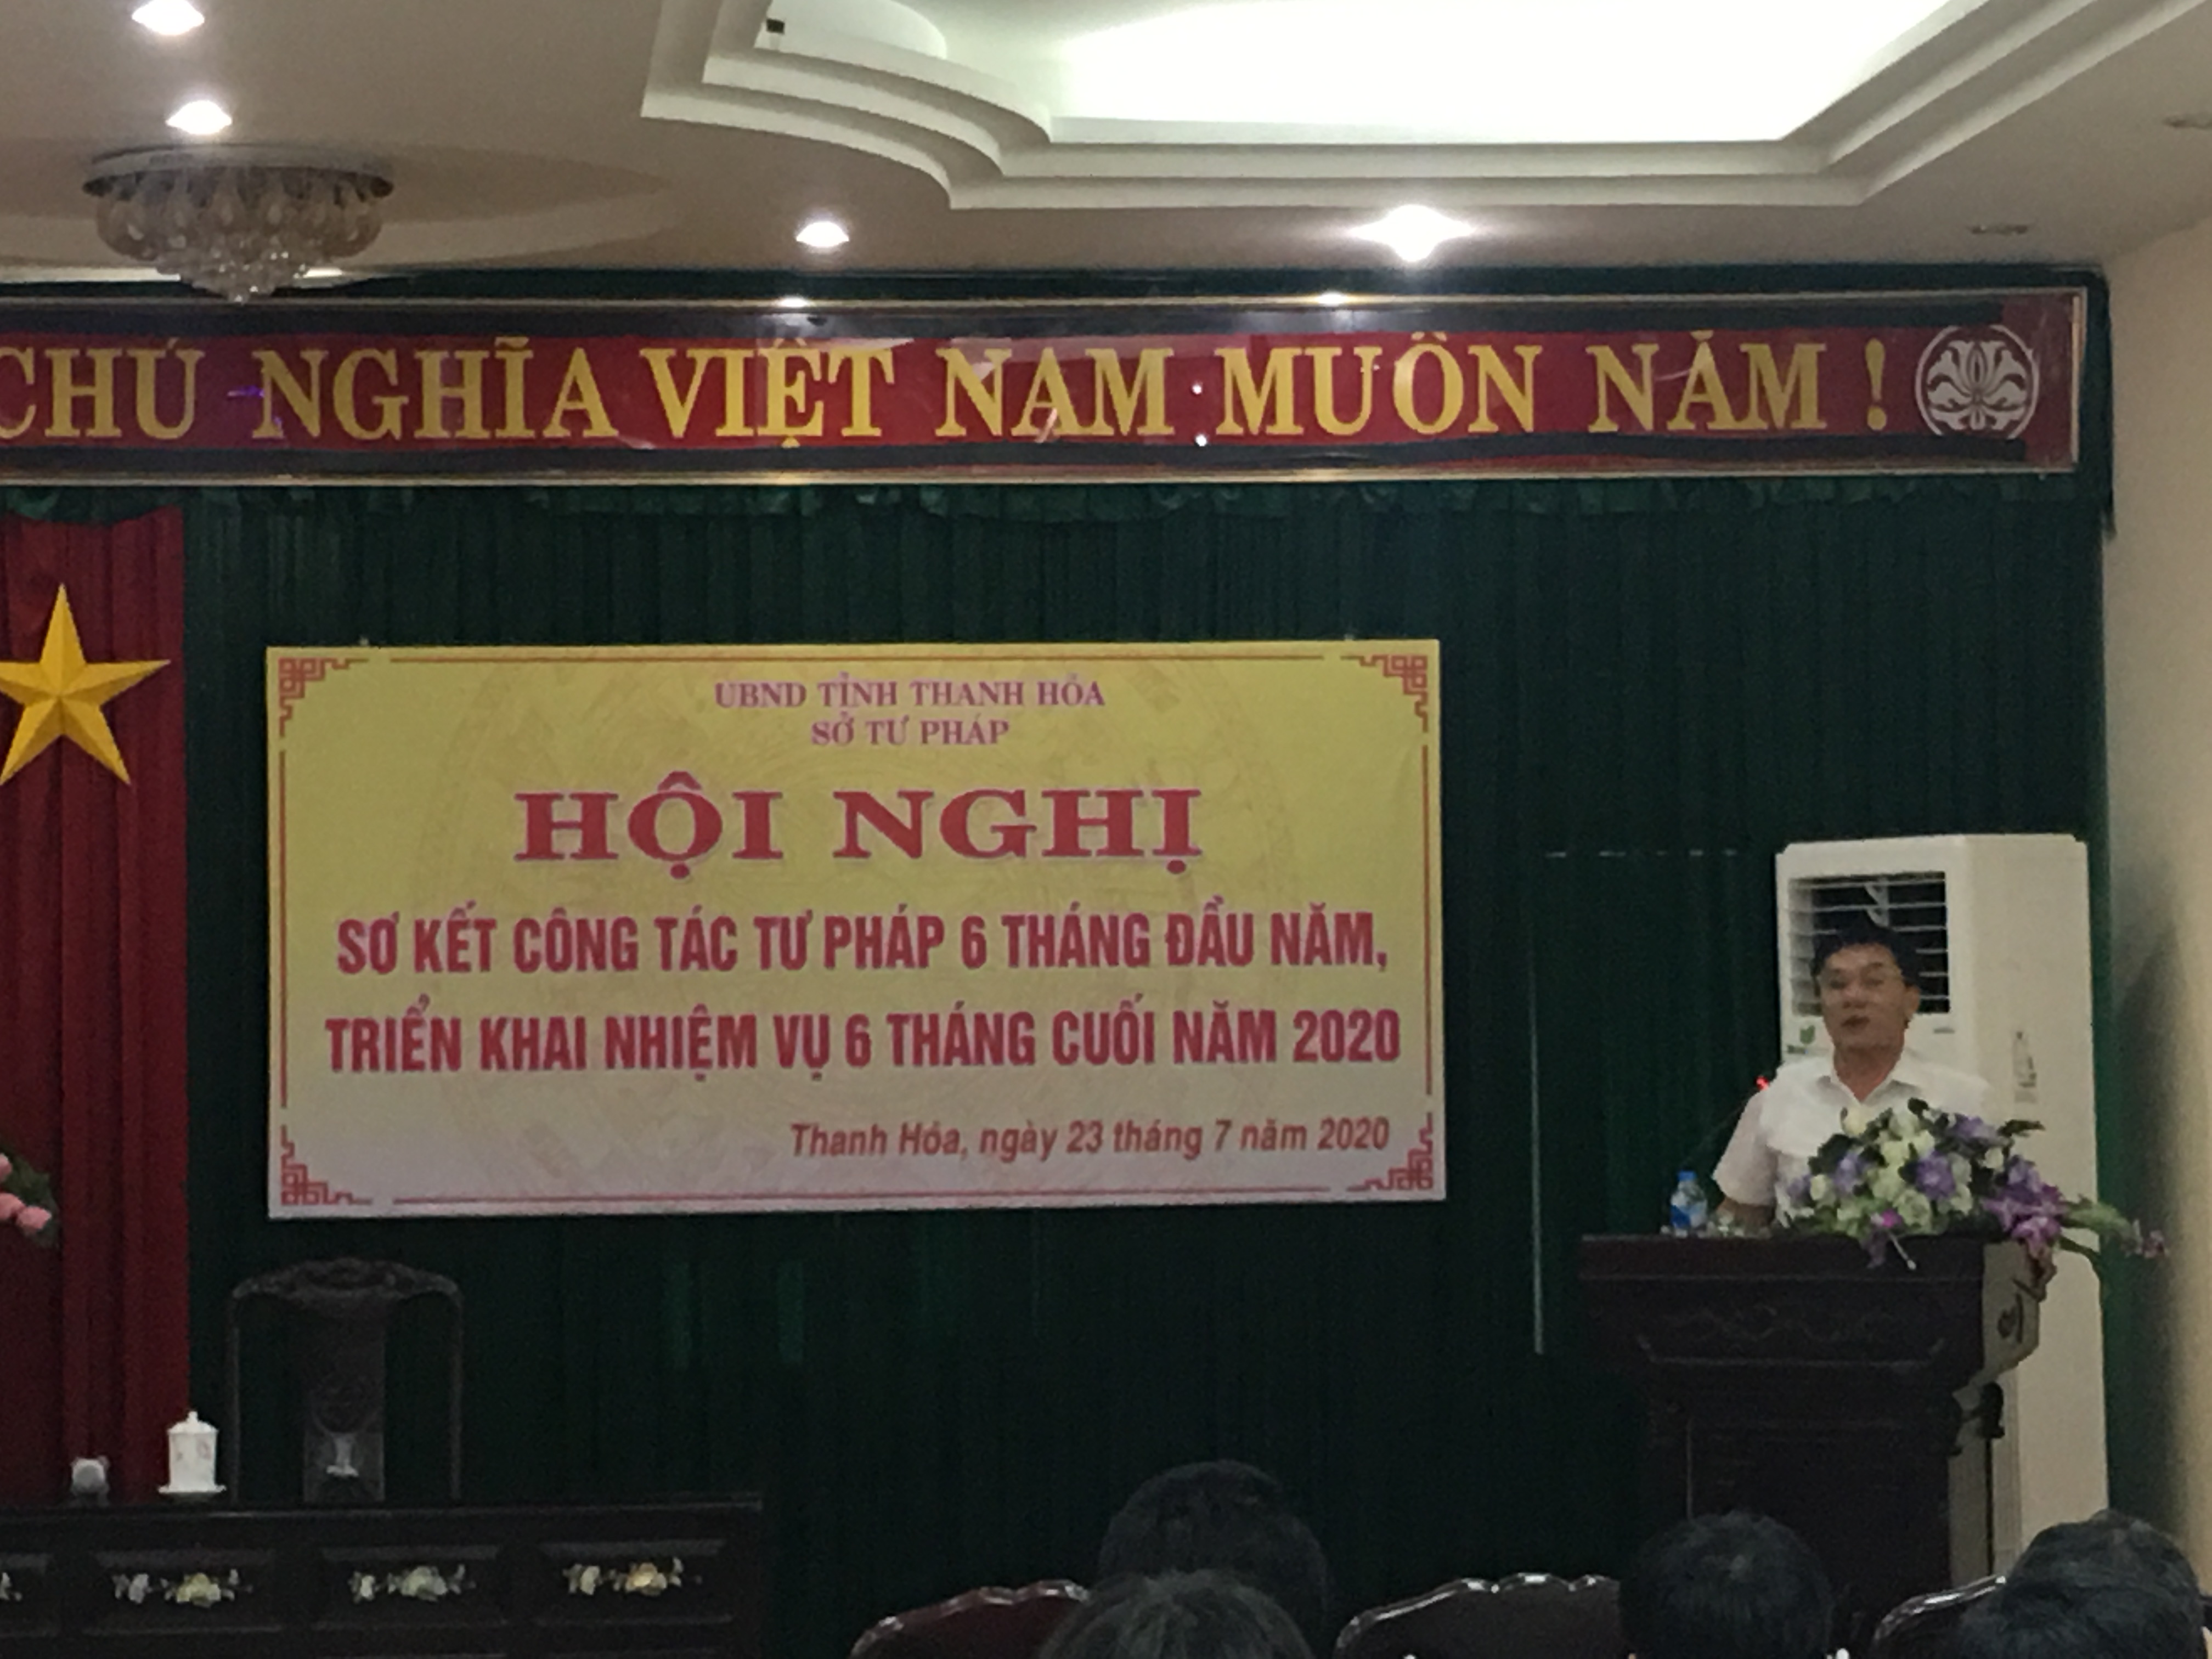 CHỦ NGHĨA VIỆT NAM MUÔN NĂM !
UBND TỈNH THANH HÓA
SỞ TƯ PHÁP
HỘI NGHỊ
SƠ KẾT CÔNG TÁC TƯ PHÁP 6 THÁNG ĐẦU NĂM,
TRIỂN KHAI NHIỆM VỤ 6 THÁNG CUỐI NĂM 2020
Thanh Hóa, ngày 23 tháng 7 năm 2020